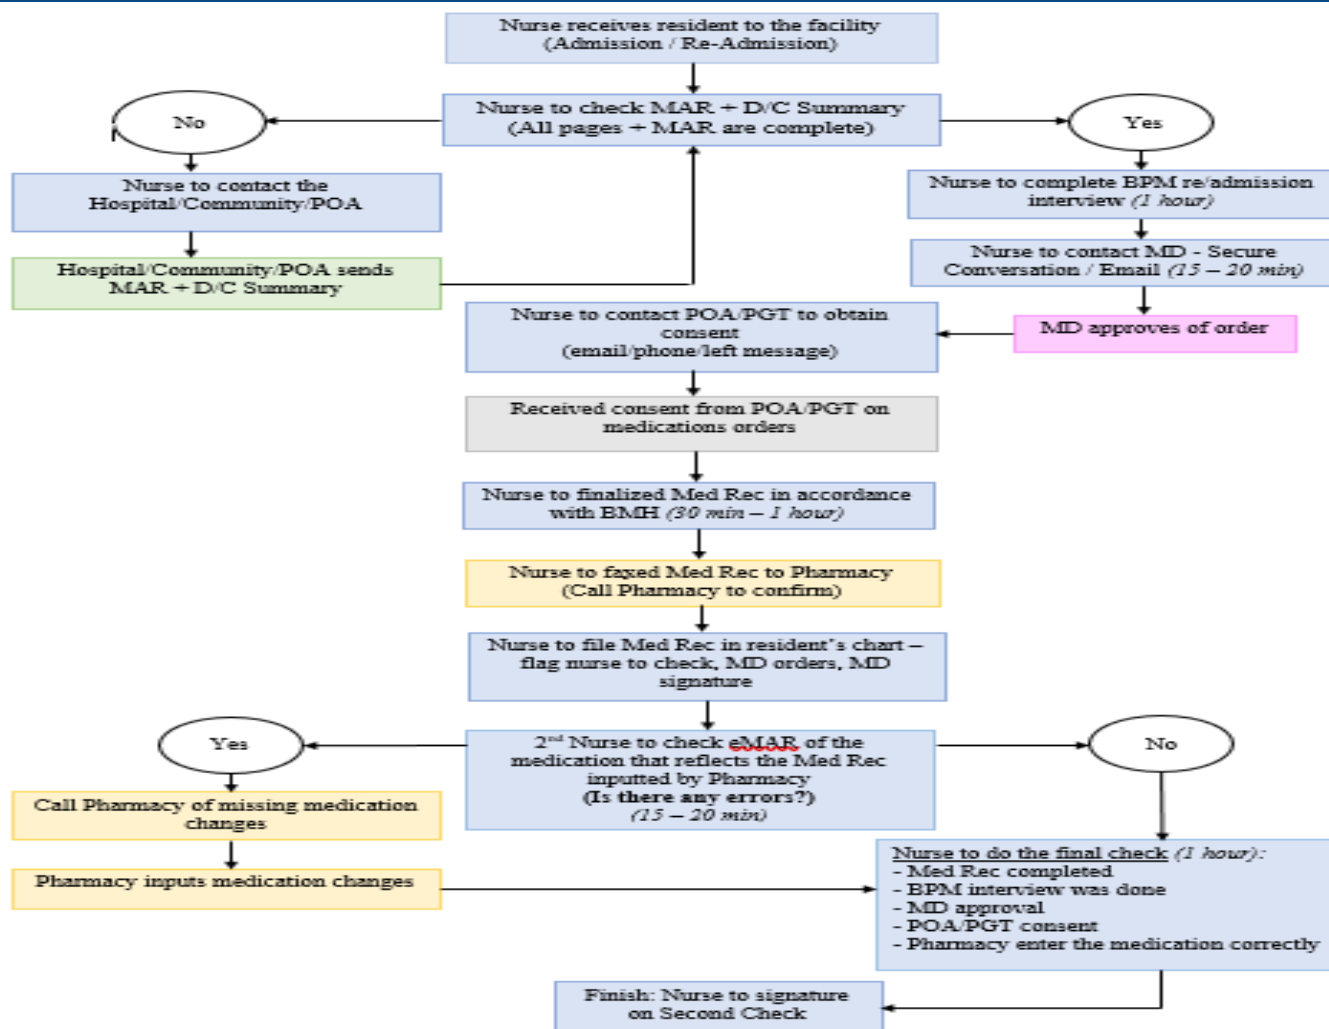 Nurse receives resident to the facility
(Admission / Re-Admission)
No
Nurse to check MAR + D/C Summary
(All pages + MAR are complete)
Yes
Nurse to contact the
Hospital/Community/POA
Nurse to complete BPM re/admission
interview (1 hour)
Hospital/Community/POA sends
MAR + D/C Summary
Nurse to contact MD - Secure
Conversation / Email (15 – 20 min)
Nurse to contact POA/PGT to obtain
consent
(email/phone/left message)
MD approves of order
Received consent from POA/PGT on
medications orders
Nurse to finalized Med Rec in accordance
with BMH (30 min – 1 hour)
Nurse to faxed Med Rec to Pharmacy
(Call Pharmacy to confirm)
Nurse to file Med Rec in resident's chart –
flag nurse to check, MD orders, MD
signature
Yes
2nd Nurse to check eMAR of the
medication that reflects the Med Rec
inputted by Pharmacy
(Is there any errors?)
(15 – 20 min)
No
Call Pharmacy of missing medication
changes
Pharmacy inputs medication changes
Nurse to do the final check (1 hour):
- Med Rec completed
- BPM interview was done
- MD approval
- POA/PGT consent
- Pharmacy enter the medication correctly
Finish: Nurse to signature
on Second Check